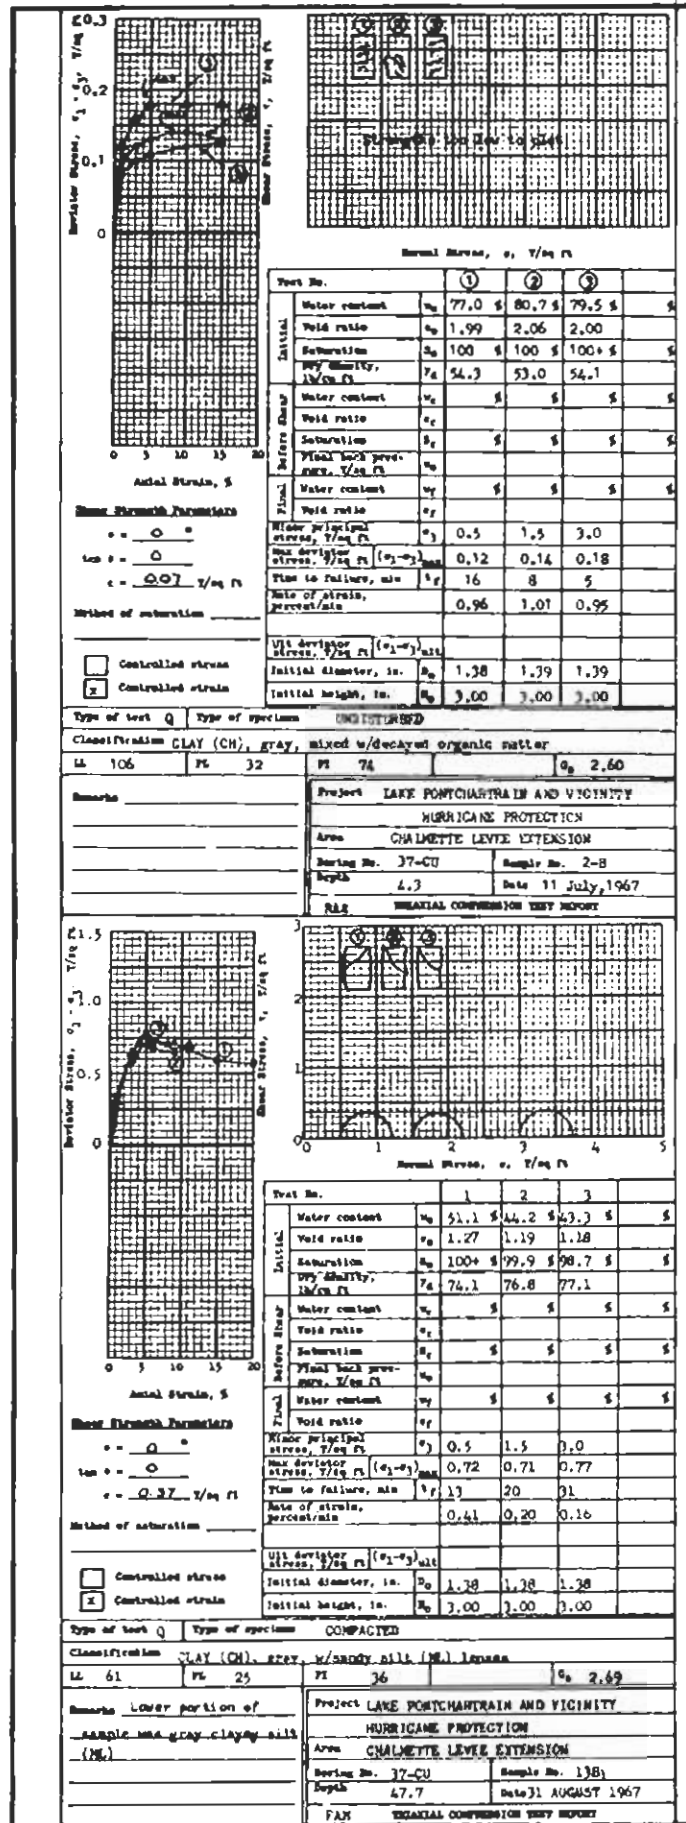 Deviator Stress, σ1 - σ3, T/sq ft
0.3
0.2
0.1
0
0 5 10 15 20
Axial Strain, %
Shear Stress, τ, T/sq ft
1 2 3
Strengths too low to plot
Normal Stress, σ, T/sq ft
Shear Strength Parameters
φ = 0 °
tan φ = 0
c = 0.07 T/sq ft
Method of saturation
Controlled stress
x Controlled strain
Test No. 1 2 3
Initial
Water content w₀ 77.0 % 80.7 % 79.5 % %
Void ratio e₀ 1.99 2.06 2.00
Saturation S₀ 100 % 100 % 100+ % %
Dry density, lb/cu ft γd 54.3 53.0 54.1
Before Shear
Water content wc % % % %
Void ratio ec
Saturation Sc % % % %
Final back pressure, T/sq ft u₀
Final
Water content wf % % % %
Void ratio ef
Minor principal stress, T/sq ft σ3 0.5 1.5 3.0
Max deviator stress, T/sq ft (σ1-σ3)max 0.12 0.14 0.18
Time to failure, min tf 16 8 5
Rate of strain, percent/min 0.96 1.01 0.95
Ult deviator stress, T/sq ft (σ1-σ3)ult
Initial diameter, in. D₀ 1.38 1.39 1.39
Initial height, in. H₀ 3.00 3.00 3.00
Type of test Q Type of specimen UNDISTURBED
Classification CLAY (CH), gray, mixed w/decayed organic matter
LL 106 PL 32 PI 74 Gs 2.60
Remarks
Project LAKE PONTCHARTRAIN AND VICINITY
HURRICANE PROTECTION
Area CHALMETTE LEVEE EXTENSION
Boring No. 37-CU Sample No. 2-B
Depth 4.3 Date 11 July, 1967
TRIAXIAL COMPRESSION TEST REPORT
Deviator Stress, σ1 - σ3, T/sq ft
1.5
1.0
0.5
0
0 5 10 15 20
Axial Strain, %
Shear Stress, τ, T/sq ft
3
2
1
0
0 1 2 3 4 5
Normal Stress, σ, T/sq ft
Shear Strength Parameters
φ = 0 °
tan φ = 0
c = 0.37 T/sq ft
Method of saturation
Controlled stress
x Controlled strain
Test No. 1 2 3
Initial
Water content w₀ 51.1 % 44.2 % 43.3 % %
Void ratio e₀ 1.27 1.19 1.18
Saturation S₀ 100+ % 99.9 % 98.7 % %
Dry density, lb/cu ft γd 74.1 76.8 77.1
Before Shear
Water content wc % % % %
Void ratio ec
Saturation Sc % % % %
Final back pressure, T/sq ft u₀
Final
Water content wf % % % %
Void ratio ef
Minor principal stress, T/sq ft σ3 0.5 1.5 3.0
Max deviator stress, T/sq ft (σ1-σ3)max 0.72 0.71 0.77
Time to failure, min tf 13 20 31
Rate of strain, percent/min 0.41 0.20 0.16
Ult deviator stress, T/sq ft (σ1-σ3)ult
Initial diameter, in. D₀ 1.38 1.38 1.38
Initial height, in. H₀ 3.00 3.00 3.00
Type of test Q Type of specimen COMPACTED
Classification CLAY (CH), gray, w/sandy silt (ML) lenses
LL 61 PL 25 PI 36 Gs 2.69
Remarks Lower portion of
sample was gray clayey silt
(ML)
Project LAKE PONTCHARTRAIN AND VICINITY
HURRICANE PROTECTION
Area CHALMETTE LEVEE EXTENSION
Boring No. 37-CU Sample No. 138
Depth 47.7 Date 31 AUGUST 1967
FAM TRIAXIAL COMPRESSION TEST REPORT